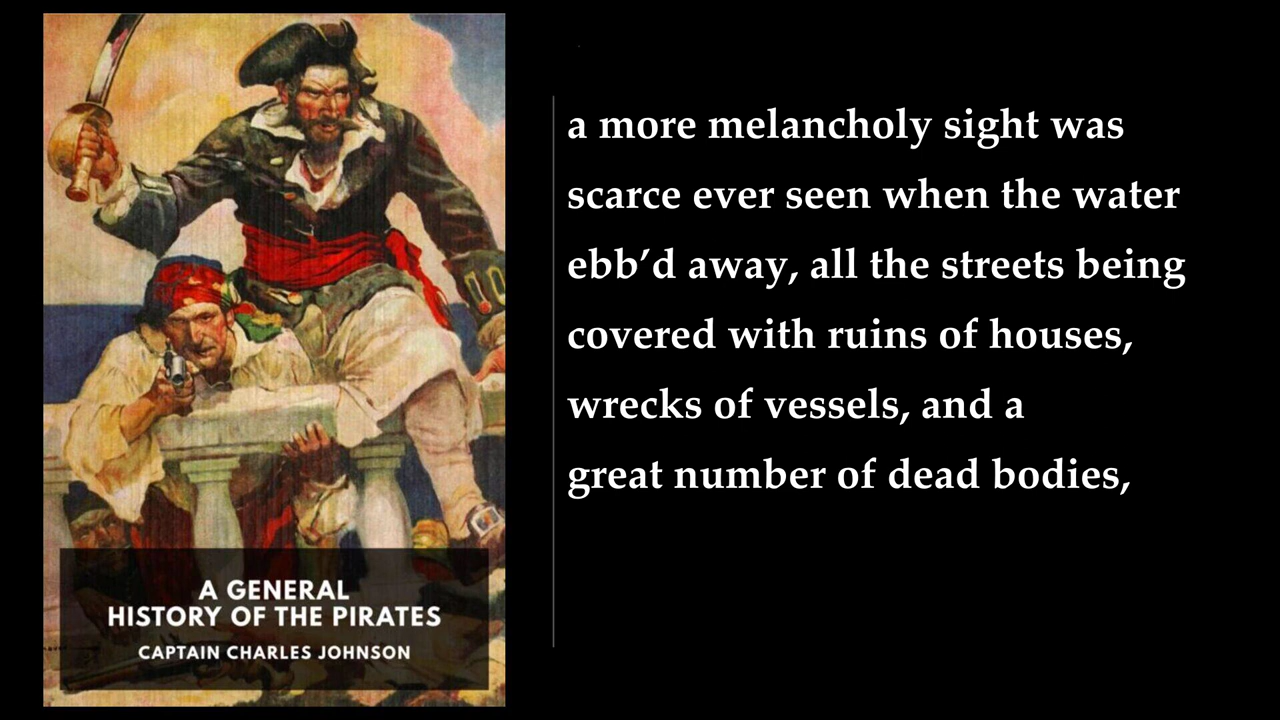 A GENERAL
HISTORY OF THE PIRATES
CAPTAIN CHARLES JOHNSON
a more melancholy sight was
scarce ever seen when the water
ebb’d away, all the streets being
covered with ruins of houses,
wrecks of vessels, and a
great number of dead bodies,